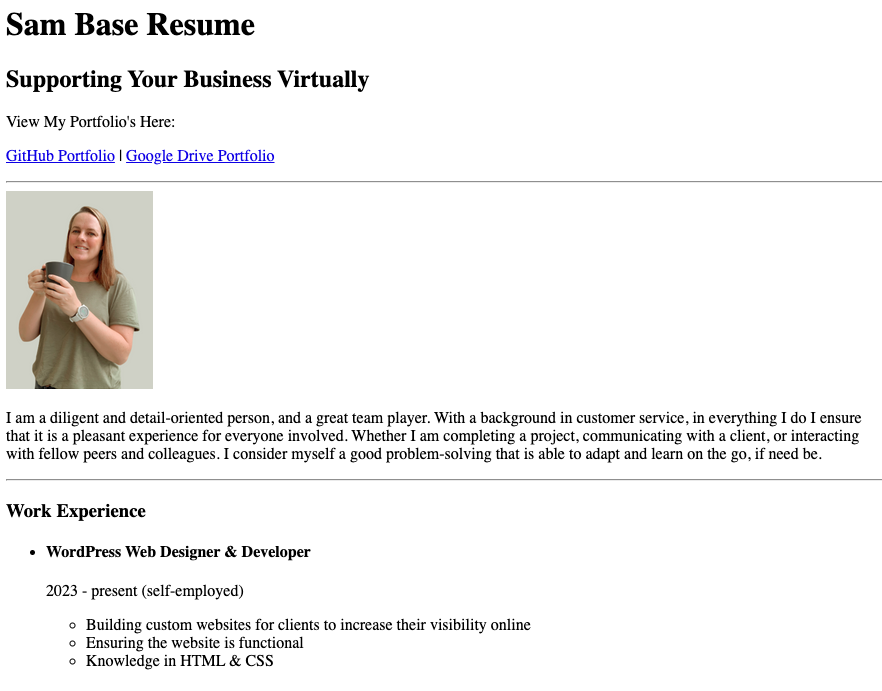 Sam Base Resume
Supporting Your Business Virtually
View My Portfolio's Here:
GitHub Portfolio | Google Drive Portfolio
I am a diligent and detail-oriented person, and a great team player. With a background in customer service, in everything I do I ensure
that it is a pleasant experience for everyone involved. Whether I am completing a project, communicating with a client, or interacting
with fellow peers and colleagues. I consider myself a good problem-solving that is able to adapt and learn on the go, if need be.
Work Experience
• WordPress Web Designer & Developer
2023 - present (self-employed)
◦ Building custom websites for clients to increase their visibility online
◦ Ensuring the website is functional
◦ Knowledge in HTML & CSS